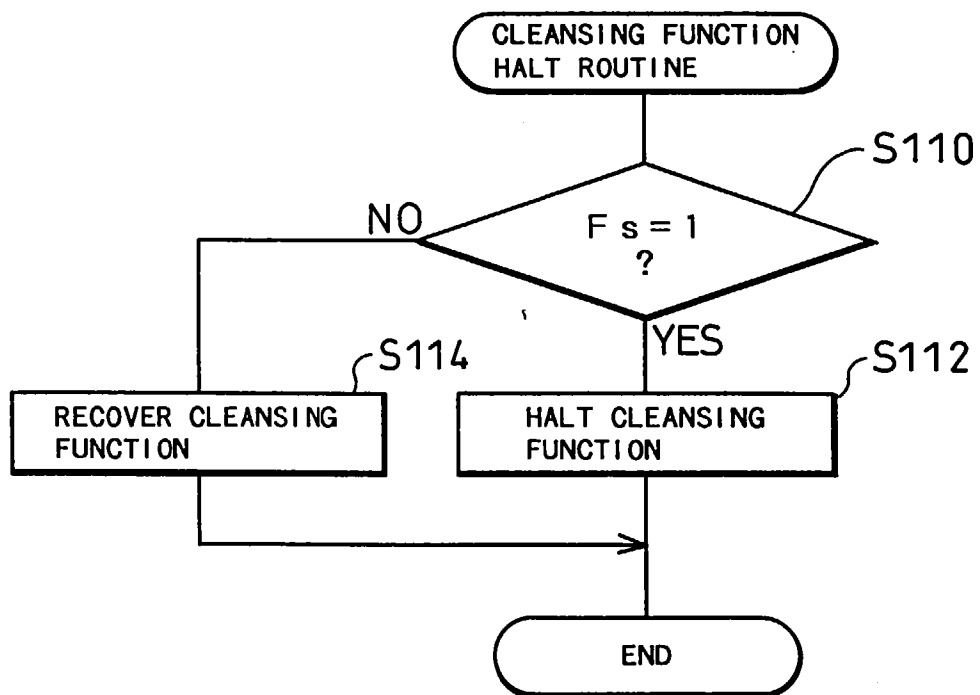 CLEANSING FUNCTION
HALT ROUTINE
S110
Fs=1
?
NO
YES
S114
S112
RECOVER CLEANSING
FUNCTION
HALT CLEANSING
FUNCTION
END